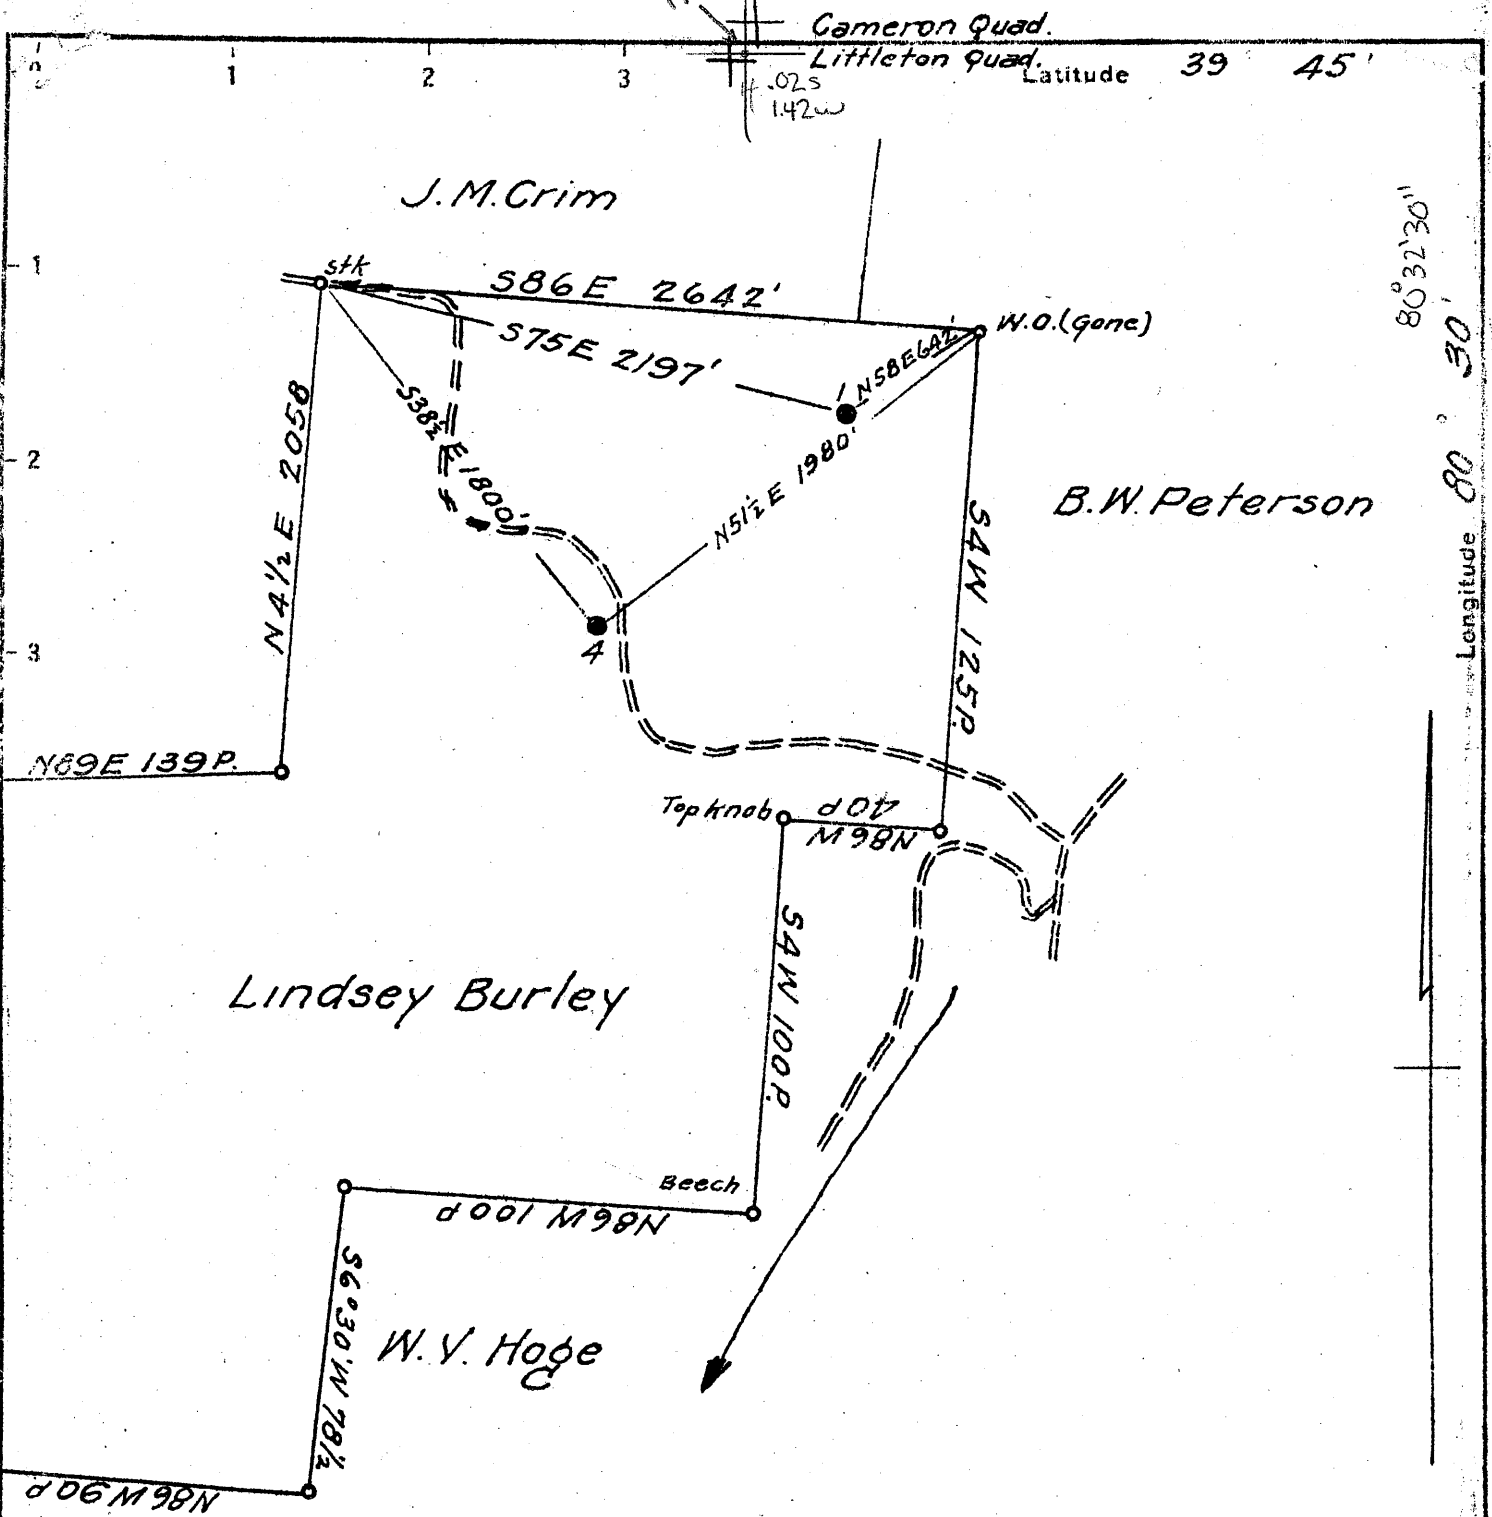 Cameron Quad.
Littleton Quad.
Latitude 39 45'
1 2 3
.02s
1.42w
J.M.Crim
80°32'30"
1
stk
S86E 2642'
W.O.(gone)
S75E 2197'
N58E642'
1
Longitude 80° 30'
S38½E 1800'
N4½E 2058
2
N51½E 1980'
B.W.Peterson
S4W 125P.
4
3
N89E 139P.
Top knob
N86W 40P
S4W 100P.
Lindsey Burley
Beech
N86W 100P
S6°30'W 78½
W.V. Hoge
N86W 90P